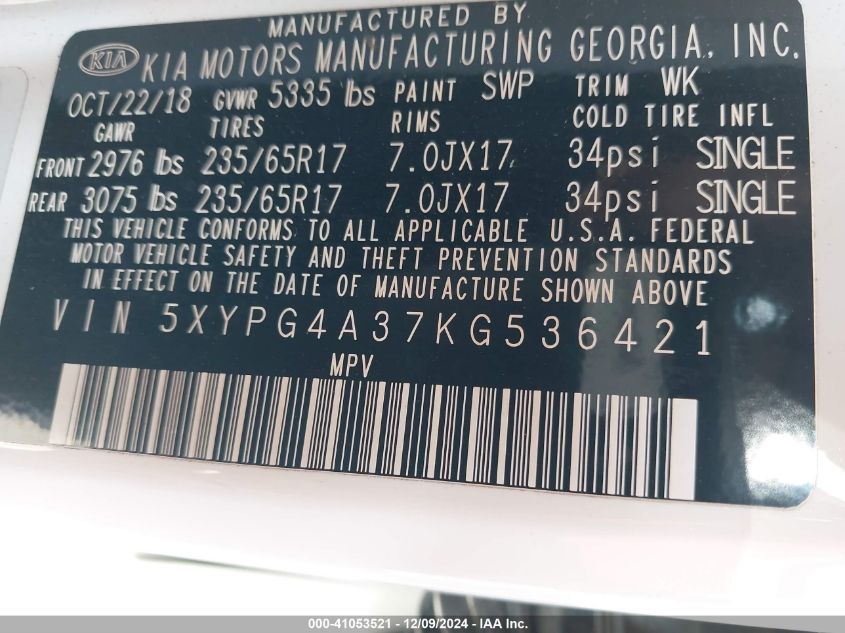 MANUFACTURED BY
KIA KIA MOTORS MANUFACTURING GEORGIA, INC.
OCT/22/18 GVWR 5335 lbs PAINT SWP TRIM WK
GAWR TIRES RIMS COLD TIRE INFL
FRONT 2976 lbs 235/65R17 7.0JX17 34psi SINGLE
REAR 3075 lbs 235/65R17 7.0JX17 34psi SINGLE
THIS VEHICLE CONFORMS TO ALL APPLICABLE U.S.A. FEDERAL
MOTOR VEHICLE SAFETY AND THEFT PREVENTION STANDARDS
IN EFFECT ON THE DATE OF MANUFACTURE SHOWN ABOVE
VIN 5XYPG4A37KG536421
MPV
000-41053521 - 12/09/2024 - IAA Inc.